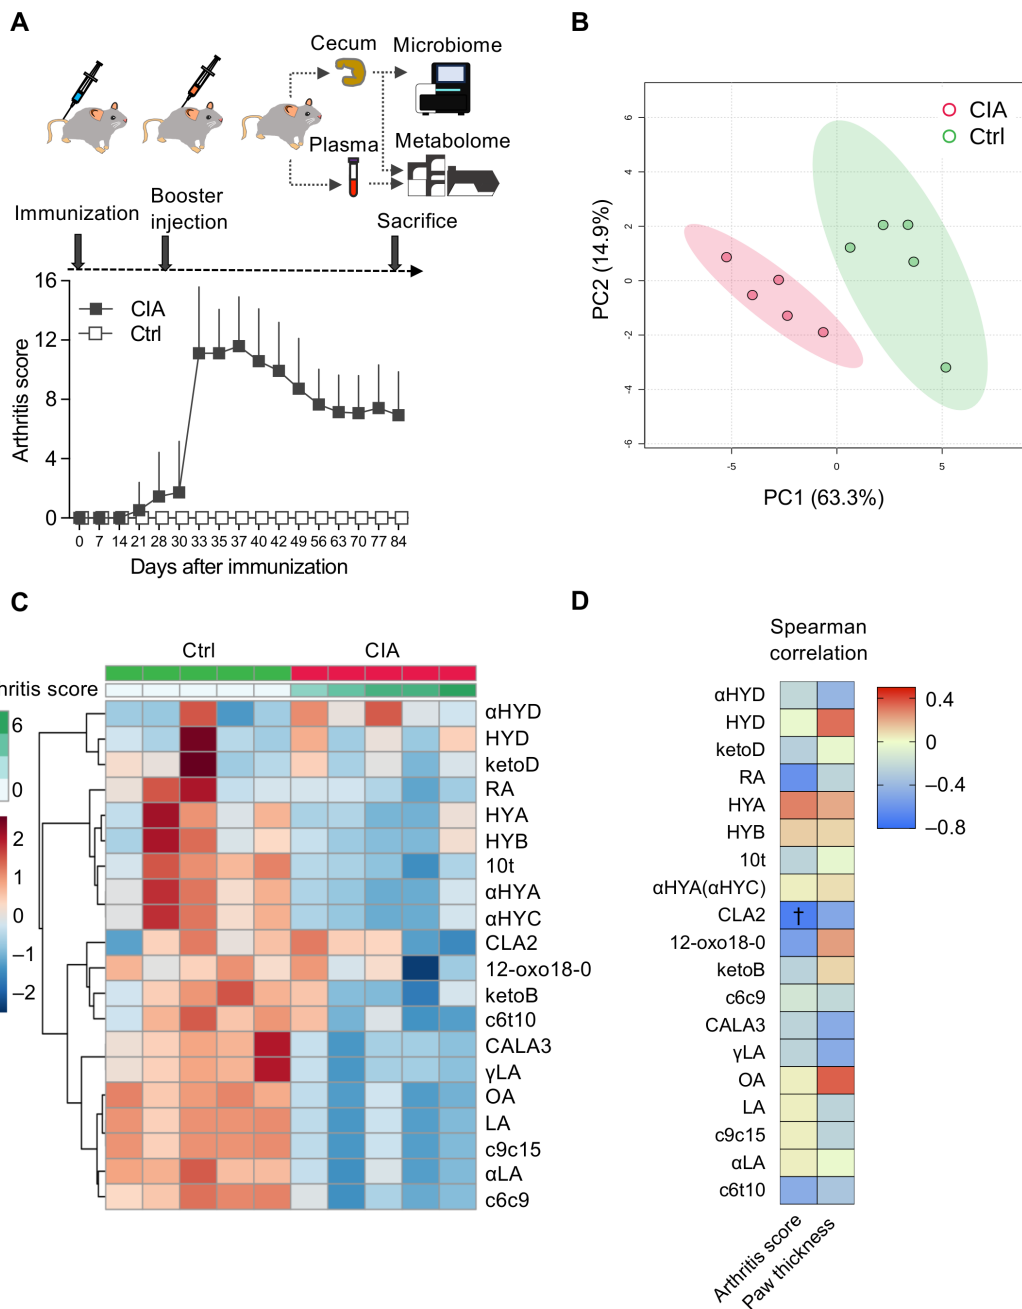 A
Cecum
Microbiome
Plasma
Metabolome
Immunization
Booster
injection
Sacrifice
16
12
8
4
0
Arthritis score
CIA
Ctrl
0 7 14 21 28 30 33 35 37 40 42 49 56 63 70 77 84
Days after immunization
B
CIA
Ctrl
6
4
2
0
-2
-4
-6
PC2 (14.9%)
-5 0 5
PC1 (63.3%)
C
Ctrl
CIA
hritis score
6
0
2
1
0
−1
−2
αHYD
HYD
ketoD
RA
HYA
HYB
10t
αHYA
αHYC
CLA2
12-oxo18-0
ketoB
c6t10
CALA3
γLA
OA
LA
c9c15
αLA
c6c9
D
Spearman
correlation
αHYD
HYD
ketoD
RA
HYA
HYB
10t
αHYA(αHYC)
CLA2
†
12-oxo18-0
ketoB
c6c9
CALA3
γLA
OA
LA
c9c15
αLA
c6t10
Arthritis score
Paw thickness
0.4
0
−0.4
−0.8